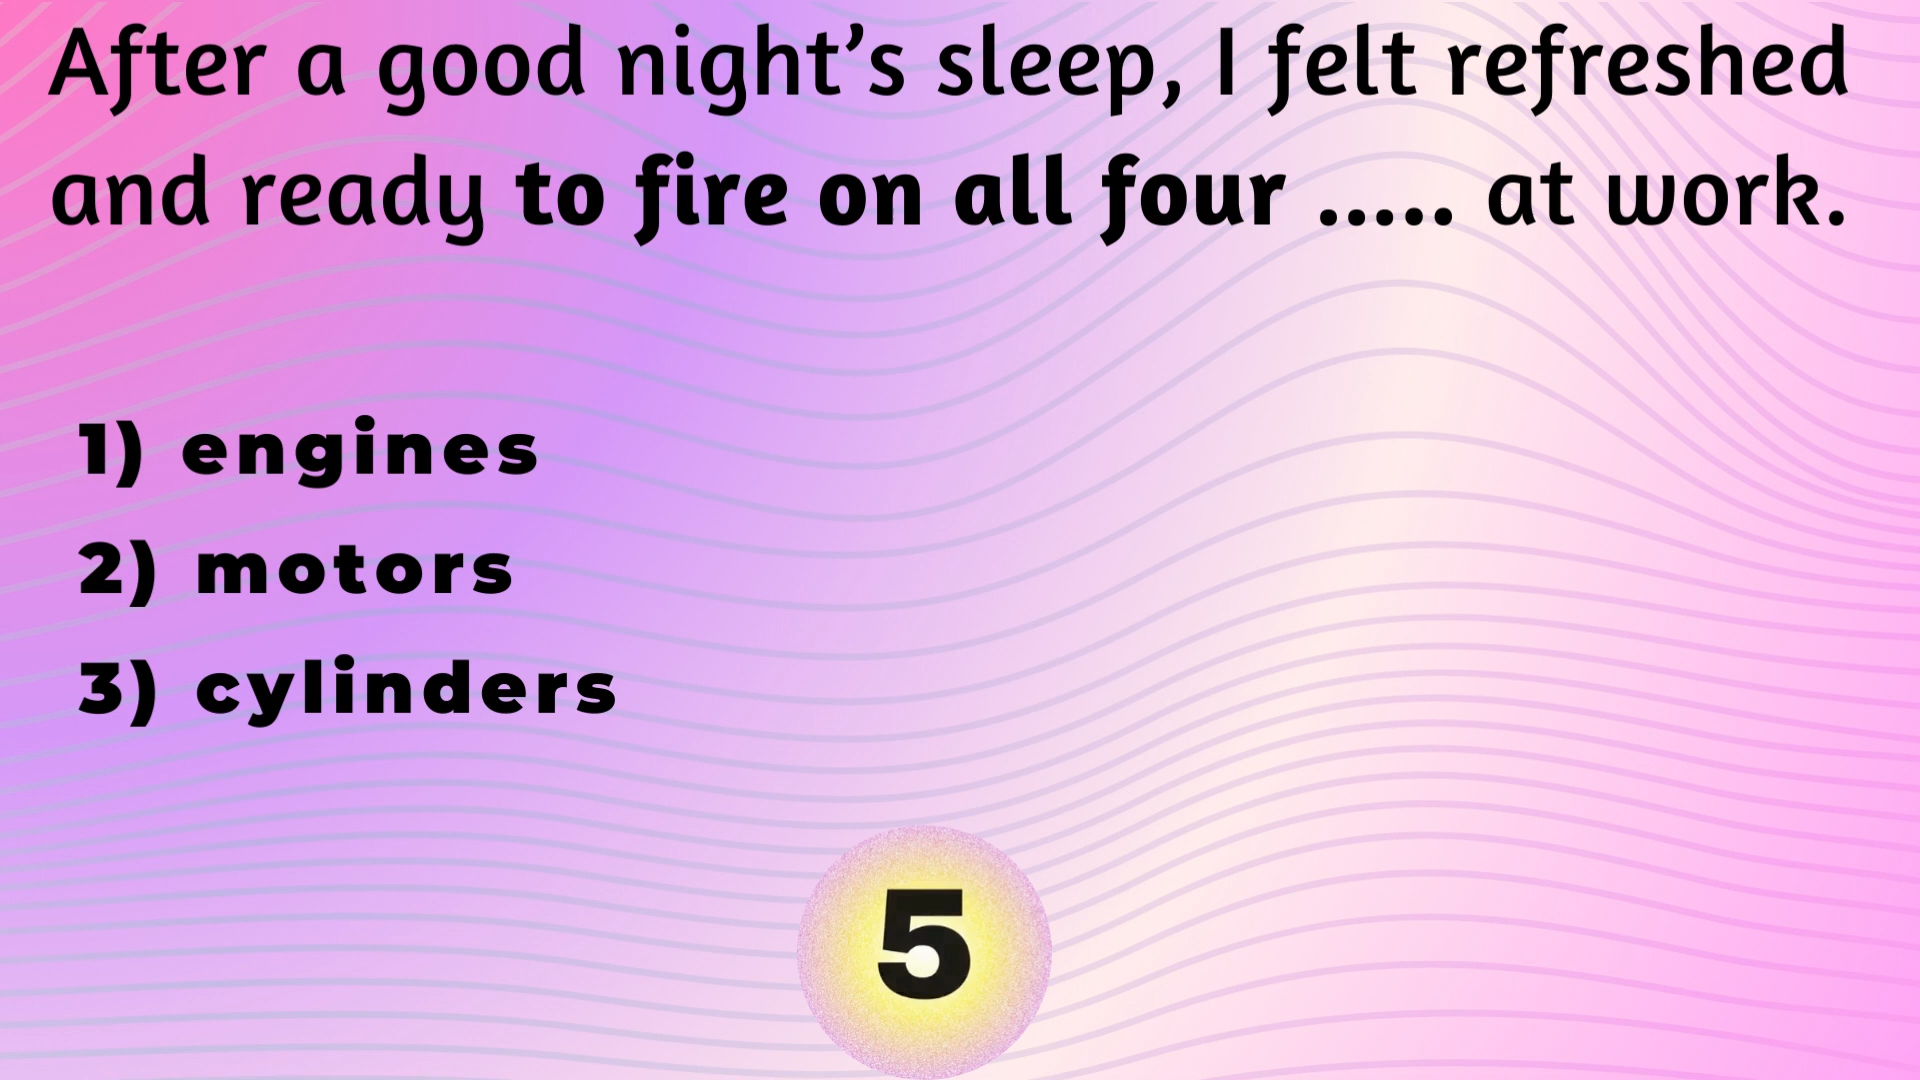 After a good night’s sleep, I felt refreshed
and ready to fire on all four ..... at work.
1) engines
2) motors
3) cylinders
5